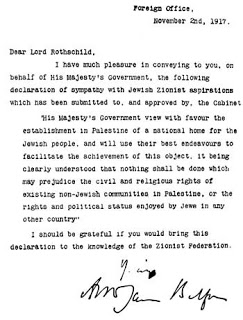 Foreign Office,
November 2nd, 1917.
Dear Lord Rothschild,
I have much pleasure in conveying to you, on
behalf of His Majesty's Government, the following
declaration of sympathy with Jewish Zionist aspirations
which has been submitted to, and approved by, the Cabinet
"His Majesty's Government view with favour the
establishment in Palestine of a national home for the
Jewish people, and will use their best endeavours to
facilitate the achievement of this object, it being
clearly understood that nothing shall be done which
may prejudice the civil and religious rights of
existing non-Jewish communities in Palestine, or the
rights and political status enjoyed by Jews in any
other country"
I should be grateful if you would bring this
declaration to the knowledge of the Zionist Federation.
Arthur James Balfour